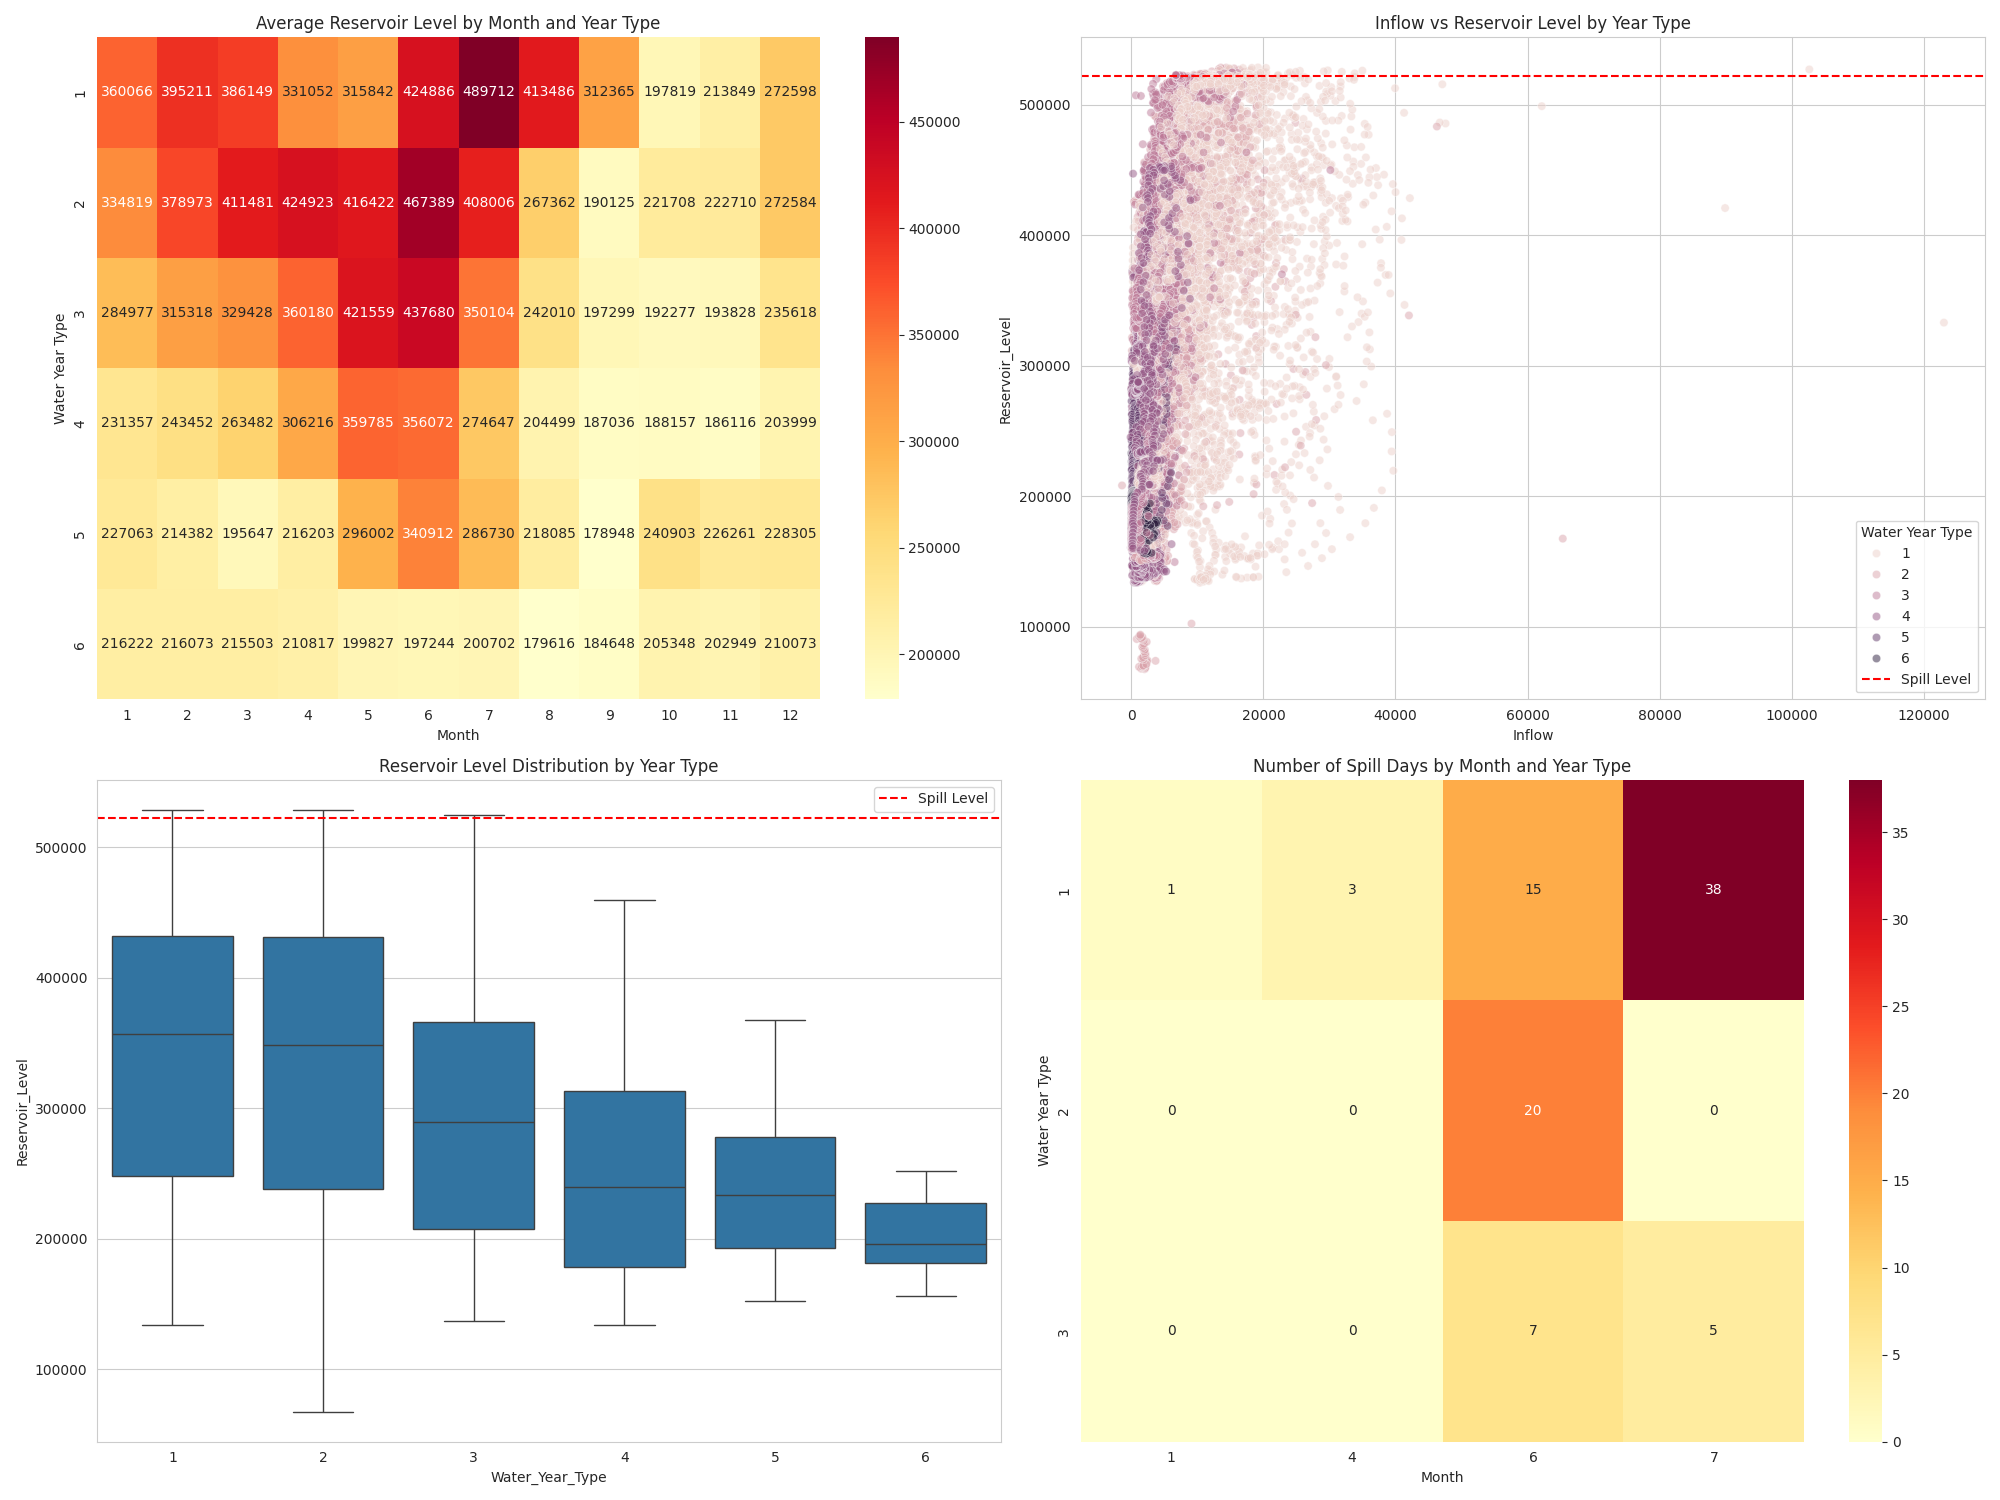 Average Reservoir Level by Month and Year Type
Water Year Type
1 360066 395211 386149 331052 315842 424886 489712 413486 312365 197819 213849 272598
2 334819 378973 411481 424923 416422 467389 408006 267362 190125 221708 222710 272584
3 284977 315318 329428 360180 421559 437680 350104 242010 197299 192277 193828 235618
4 231357 243452 263482 306216 359785 356072 274647 204499 187036 188157 186116 203999
5 227063 214382 195647 216203 296002 340912 286730 218085 178948 240903 226261 228305
6 216222 216073 215503 210817 199827 197244 200702 179616 184648 205348 202949 210073
1 2 3 4 5 6 7 8 9 10 11 12
Month
450000
400000
350000
300000
250000
200000
Inflow vs Reservoir Level by Year Type
Reservoir_Level
500000
400000
300000
200000
100000
Water Year Type
1
2
3
4
5
6
Spill Level
0 20000 40000 60000 80000 100000 120000
Inflow
Reservoir Level Distribution by Year Type
Spill Level
Reservoir_Level
500000
400000
300000
200000
100000
1 2 3 4 5 6
Water_Year_Type
Number of Spill Days by Month and Year Type
Water Year Type
1 1 3 15 38
2 0 0 20 0
3 0 0 7 5
1 4 6 7
Month
35
30
25
20
15
10
5
0